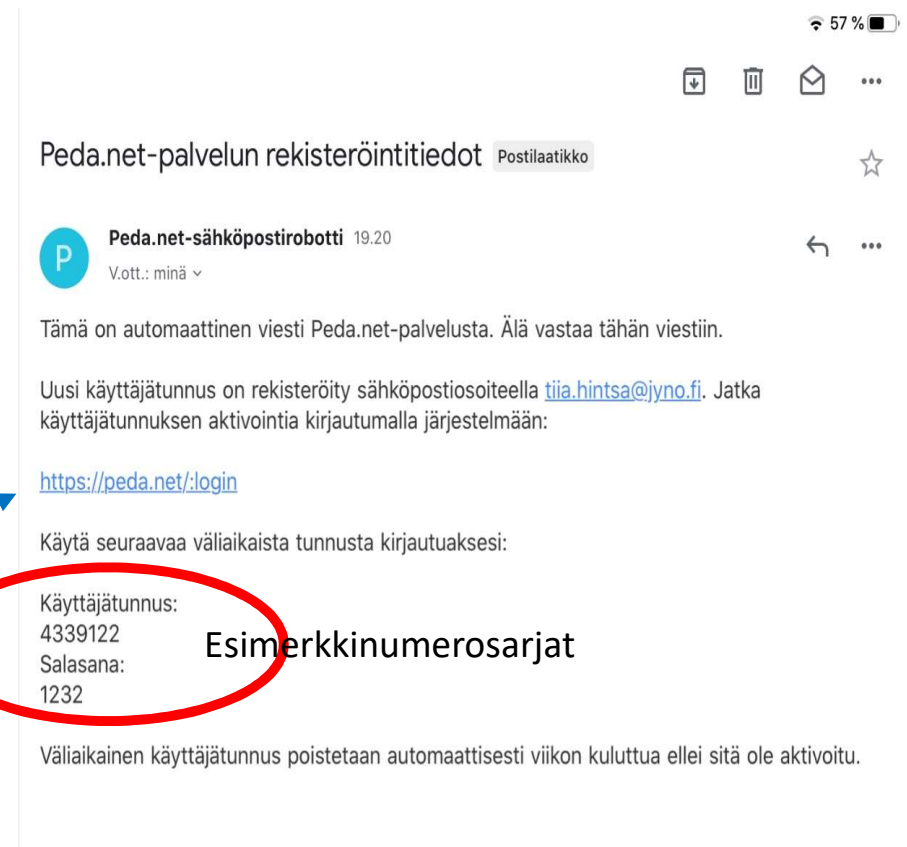 57 %
Peda.net-palvelun rekisteröintitiedot Postilaatikko
P
Peda.net-sähköpostirobotti 19.20
V.ott.: minä
Tämä on automaattinen viesti Peda.net-palvelusta. Älä vastaa tähän viestiin.
Uusi käyttäjätunnus on rekisteröity sähköpostiosoiteella tiia.hintsa@jyno.fi. Jatka
käyttäjätunnuksen aktivointia kirjautumalla järjestelmään:
https://peda.net/:login
Käytä seuraavaa väliaikaista tunnusta kirjautuaksesi:
Käyttäjätunnus:
4339122
Esimerkkinumerosarjat
Salasana:
1232
Väliaikainen käyttäjätunnus poistetaan automaattisesti viikon kuluttua ellei sitä ole aktivoitu.